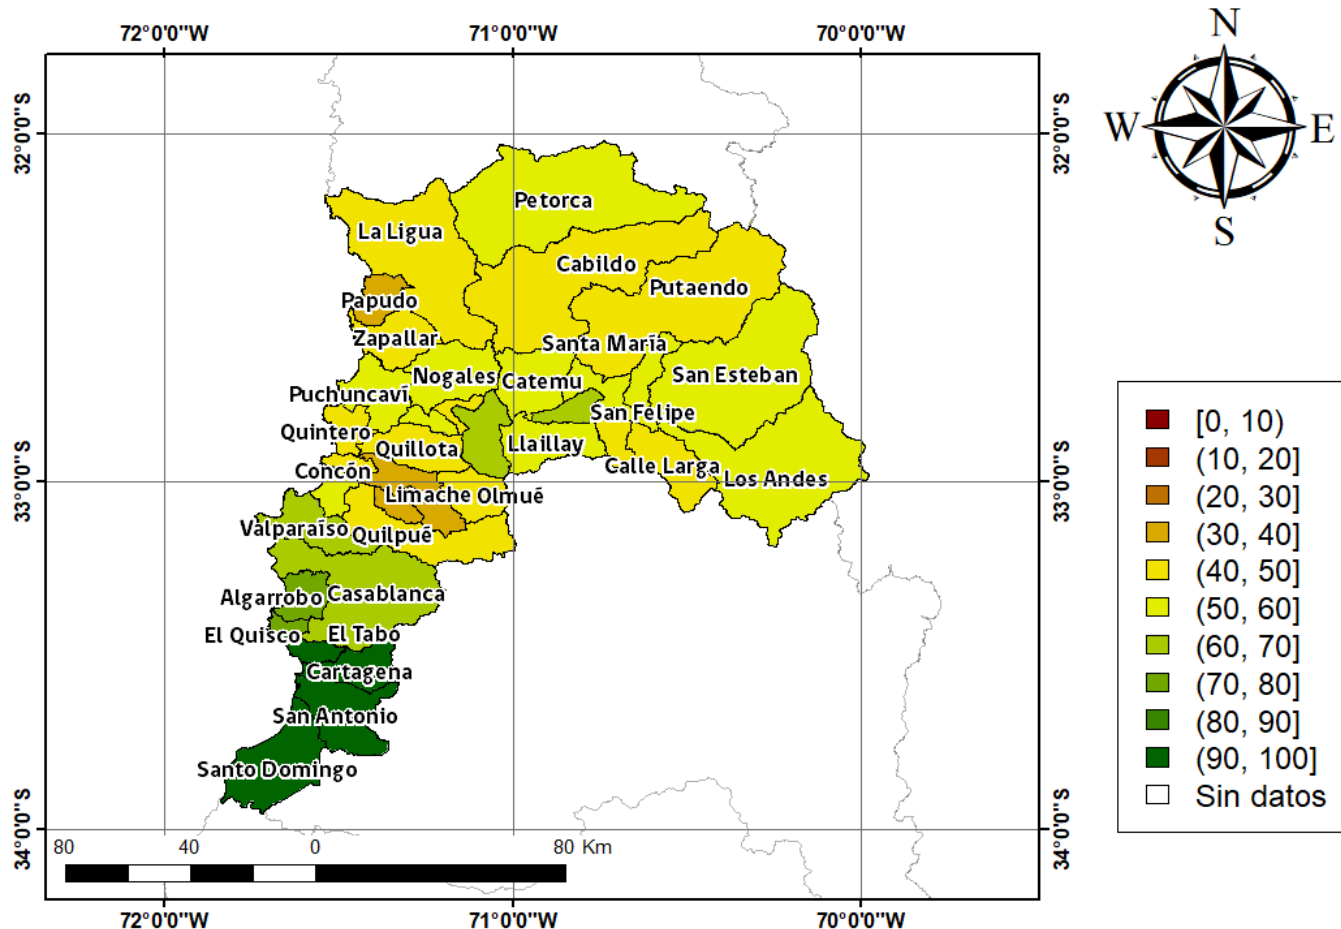 72°0'0"W 71°0'0"W 70°0'0"W
N
W E
S
32°0'0"S 32°0'0"S
Petorca
La Ligua
Cabildo
Putaendo
Papudo
Zapallar
Santa María
Nogales
Catemu
San Esteban
Puchuncaví
San Felipe
Quintero
Quillota
Llaillay
Calle Larga
Concón
Los Andes
33°0'0"S 33°0'0"S
Limache
Olmué
Valparaíso
Quilpué
Algarrobo
Casablanca
El Quisco
El Tabo
Cartagena
San Antonio
Santo Domingo
34°0'0"S 34°0'0"S
80 40 0 80 Km
72°0'0"W 71°0'0"W 70°0'0"W
[0, 10)
(10, 20]
(20, 30]
(30, 40]
(40, 50]
(50, 60]
(60, 70]
(70, 80]
(80, 90]
(90, 100]
Sin datos